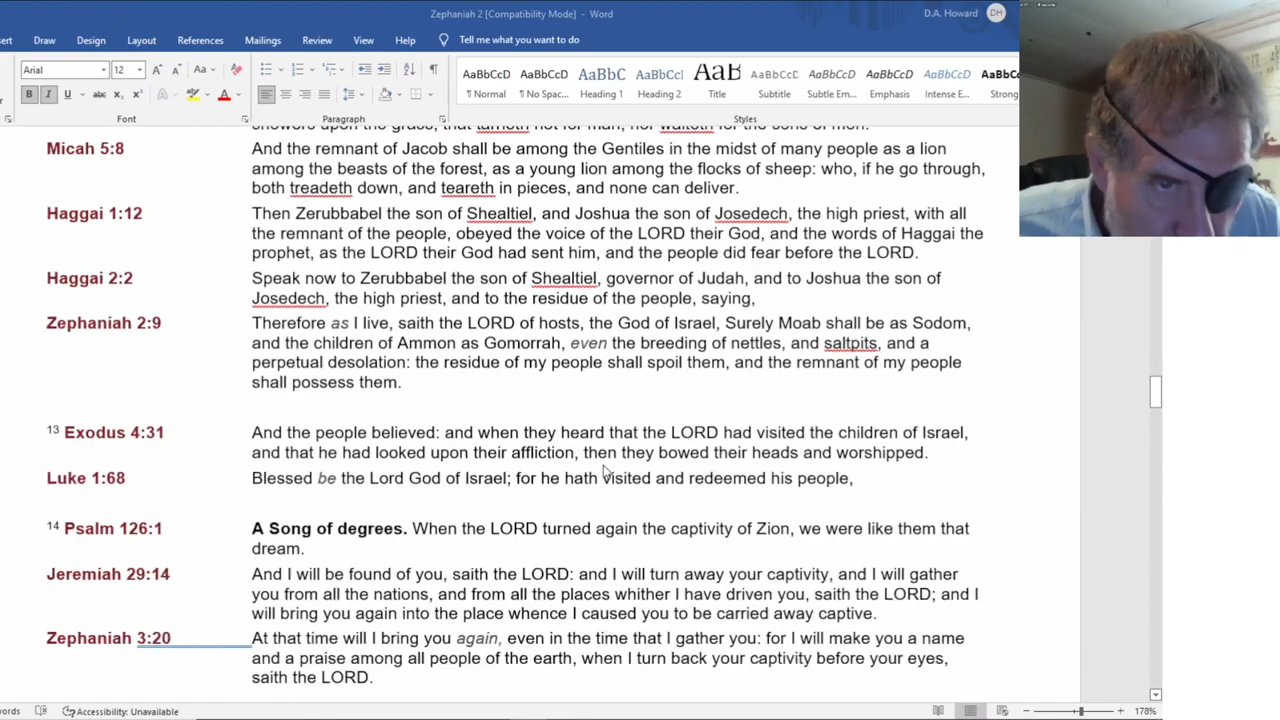 Zephaniah 2 [Compatibility Mode] - Word
D.A. Howard DH
Draw Design Layout References Mailings Review View Help Tell me what you want to do
Arial 12 Aa
B I U abc x₂ x² A A
AaBbCcD AaBbCcD AaBbC AaBbCc AaB AaBbCcD AaBbCcD AaBbCcD AaBbCcD
¶ Normal ¶ No Spac... Heading 1 Heading 2 Title Subtitle Subtle Em... Emphasis Intense E... Strong
Font Paragraph Styles
Micah 5:8 And the remnant of Jacob shall be among the Gentiles in the midst of many people as a lion
among the beasts of the forest, as a young lion among the flocks of sheep: who, if he go through,
both treadeth down, and teareth in pieces, and none can deliver.
Haggai 1:12 Then Zerubbabel the son of Shealtiel, and Joshua the son of Josedech, the high priest, with all
the remnant of the people, obeyed the voice of the LORD their God, and the words of Haggai the
prophet, as the LORD their God had sent him, and the people did fear before the LORD.
Haggai 2:2 Speak now to Zerubbabel the son of Shealtiel, governor of Judah, and to Joshua the son of
Josedech, the high priest, and to the residue of the people, saying,
Zephaniah 2:9 Therefore as I live, saith the LORD of hosts, the God of Israel, Surely Moab shall be as Sodom,
and the children of Ammon as Gomorrah, even the breeding of nettles, and saltpits, and a
perpetual desolation: the residue of my people shall spoil them, and the remnant of my people
shall possess them.
13 Exodus 4:31 And the people believed: and when they heard that the LORD had visited the children of Israel,
and that he had looked upon their affliction, then they bowed their heads and worshipped.
Luke 1:68 Blessed be the Lord God of Israel; for he hath visited and redeemed his people,
14 Psalm 126:1 A Song of degrees. When the LORD turned again the captivity of Zion, we were like them that
dream.
Jeremiah 29:14 And I will be found of you, saith the LORD: and I will turn away your captivity, and I will gather
you from all the nations, and from all the places whither I have driven you, saith the LORD; and I
will bring you again into the place whence I caused you to be carried away captive.
Zephaniah 3:20 At that time will I bring you again, even in the time that I gather you: for I will make you a name
and a praise among all people of the earth, when I turn back your captivity before your eyes,
saith the LORD.
Accessibility: Unavailable 178%